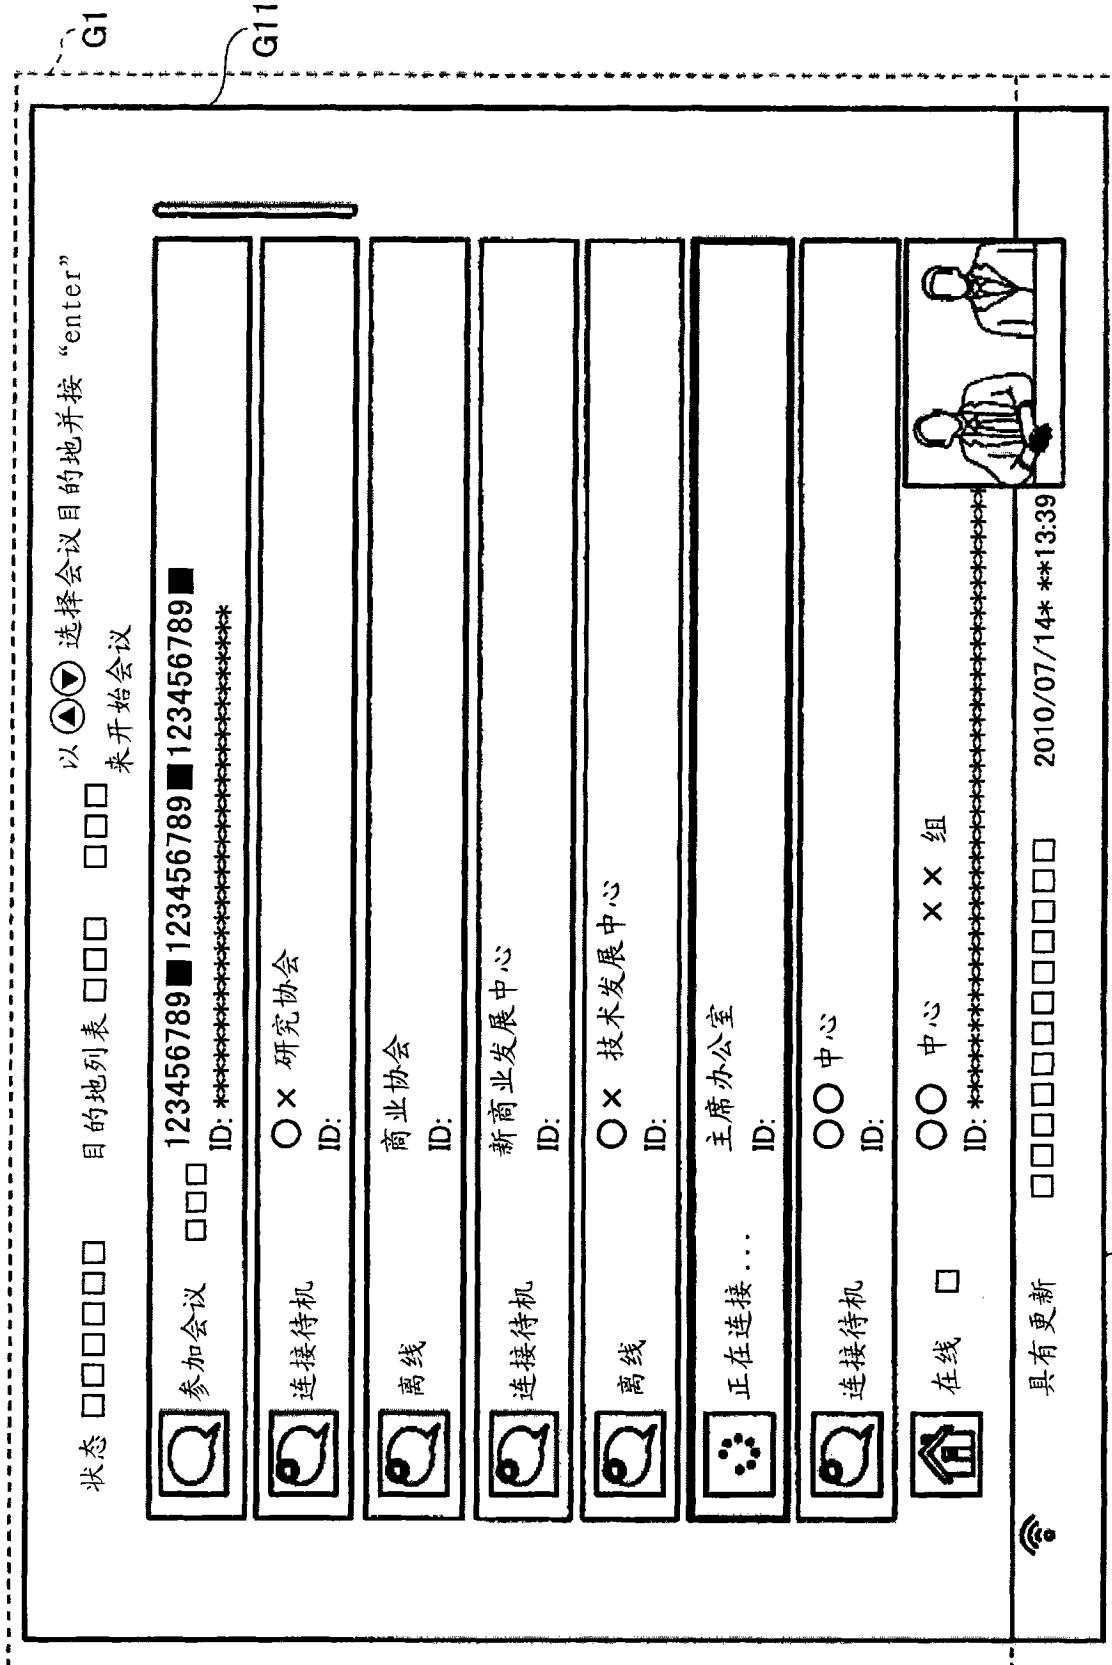 G1
G11
状态 □□□□□□ 目的地列表 □□□ □□□ 以▲▼选择会议目的地并按“enter”
来开始会议
参加会议 □□□ 123456789■123456789■123456789■123456789■
ID: **************************
连接待机 ○× 研究协会
ID:
离线 商业协会
ID:
连接待机 新商业发展中心
ID:
离线 ○× 技术发展中心
ID:
正在连接... 主席办公室
ID:
连接待机 ○○中心
ID:
在线 □ ○○ 中心 ×× 组
ID: ********************************
具有更新 □□□□□□□□□□□ 2010/07/14* **13:39